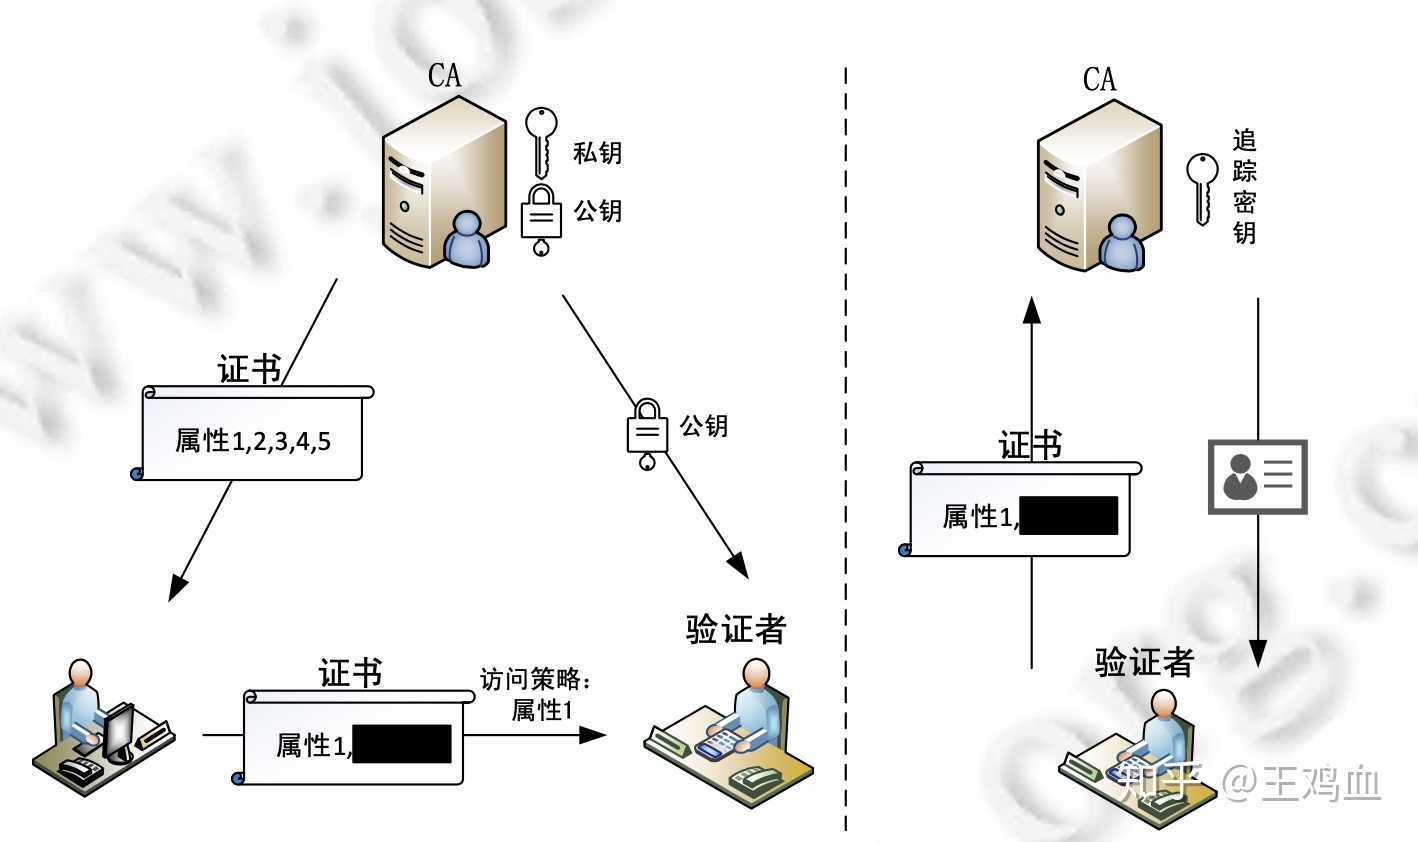 CA
私钥
公钥
证书
属性1,2,3,4,5
公钥
验证者
证书
属性1,
访问策略:
属性1
CA
追踪密钥
证书
属性1,
验证者
知乎 @王鸡血